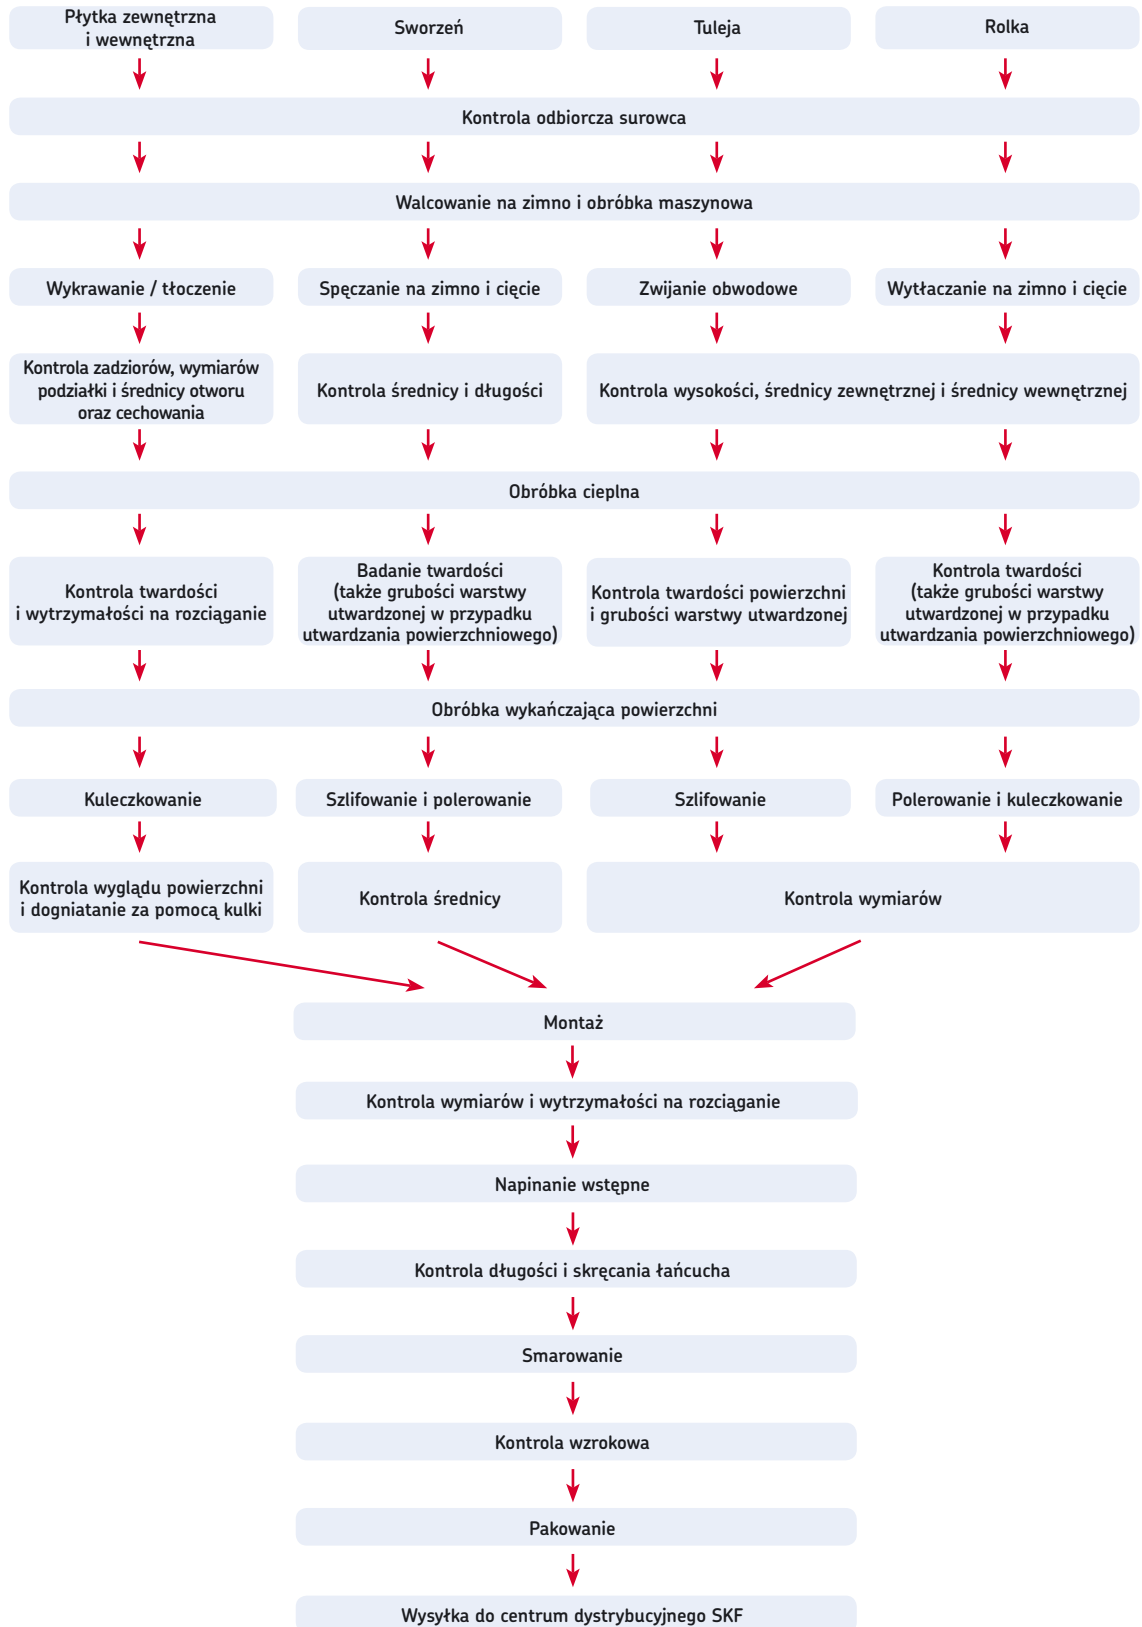 Płytka zewnętrzna
i wewnętrzna
Sworzeń
Tuleja
Rolka
Kontrola odbiorcza surowca
Walcowanie na zimno i obróbka maszynowa
Wykrawanie / tłoczenie
Spęczanie na zimno i cięcie
Zwijanie obwodowe
Wytłaczanie na zimno i cięcie
Kontrola zadziorów, wymiarów
podziałki i średnicy otworu
oraz cechowania
Kontrola średnicy i długości
Kontrola wysokości, średnicy zewnętrznej i średnicy wewnętrznej
Obróbka cieplna
Kontrola twardości
i wytrzymałości na rozciąganie
Badanie twardości
(także grubości warstwy
utwardzonej w przypadku
utwardzania powierzchniowego)
Kontrola twardości powierzchni
i grubości warstwy utwardzonej
Kontrola twardości
(także grubości warstwy
utwardzonej w przypadku
utwardzania powierzchniowego)
Obróbka wykańczająca powierzchni
Kuleczkowanie
Szlifowanie i polerowanie
Szlifowanie
Polerowanie i kuleczkowanie
Kontrola wyglądu powierzchni
i dogniatanie za pomocą kulki
Kontrola średnicy
Kontrola wymiarów
Montaż
Kontrola wymiarów i wytrzymałości na rozciąganie
Napinanie wstępne
Kontrola długości i skręcania łańcucha
Smarowanie
Kontrola wzrokowa
Pakowanie
Wysyłka do centrum dystrybucyjnego SKF